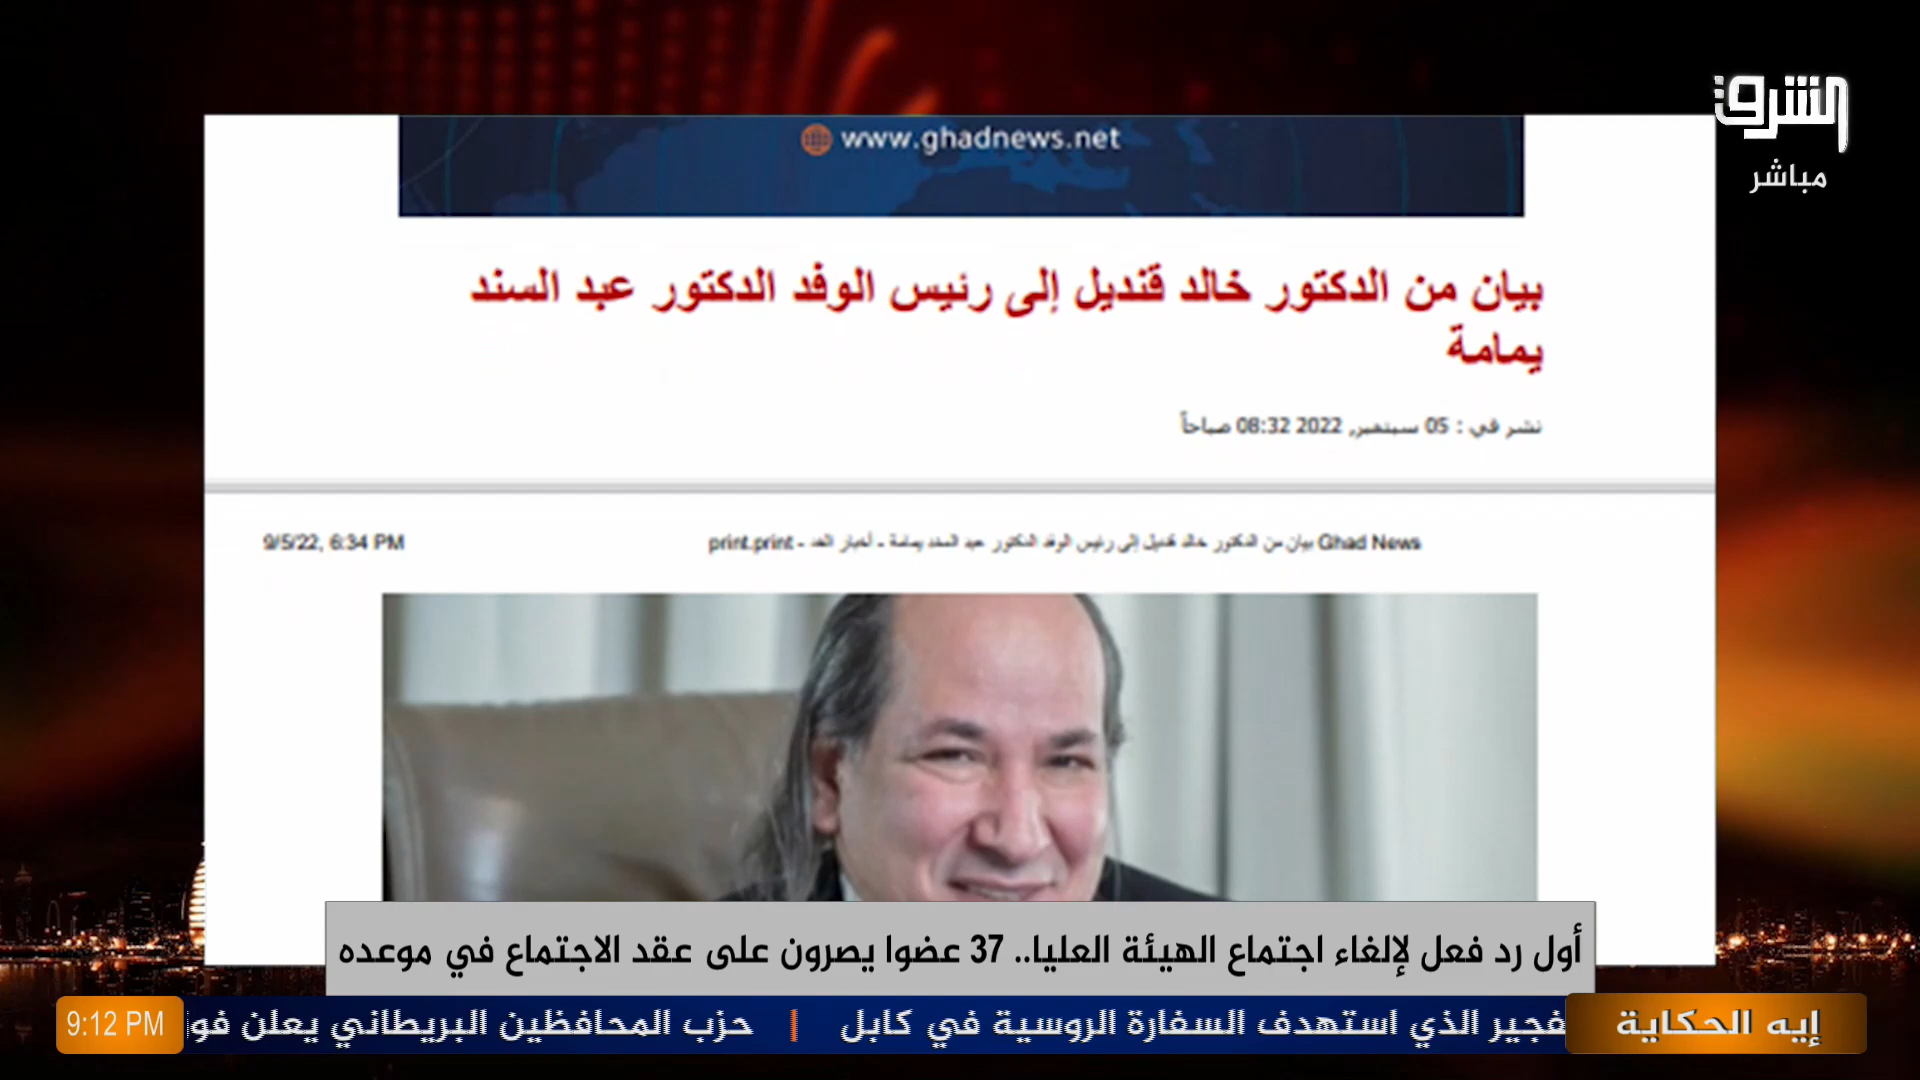 الشرق
مباشر
www.ghadnews.net
بيان من الدكتور خالد قنديل إلى رئيس الوفد الدكتور عبد السند
يمامة
نشر في : 05 سبتمبر, 2022 08:32 صباحاً
9/5/22, 6:34 PM
print.print - بيان من الدكتور خالد قنديل إلى رئيس الوفد الدكتور عبد السند يمامة - أخبار الغد Ghad News
أول رد فعل لإلغاء اجتماع الهيئة العليا.. 37 عضوا يصرون على عقد الاجتماع في موعده
إيه الحكاية
فجير الذي استهدف السفارة الروسية في كابل | حزب المحافظين البريطاني يعلن فوز
9:12 PM